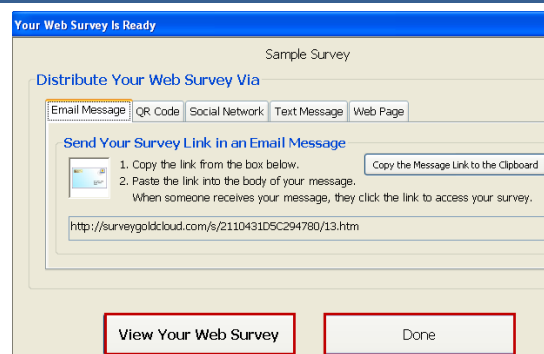 Your Web Survey Is Ready
Sample Survey
Distribute Your Web Survey Via
Email Message QR Code Social Network Text Message Web Page
Send Your Survey Link in an Email Message
1. Copy the link from the box below.
Copy the Message Link to the Clipboard
2. Paste the link into the body of your message.
When someone receives your message, they click the link to access your survey.
http://surveygoldcloud.com/s/2110431D5C294780/13.htm
View Your Web Survey
Done